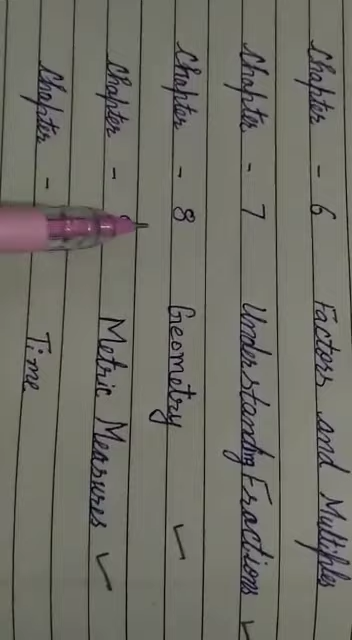 Chapter - 6 Factors and Multiples
Chapter - 7 Understanding Fractions ✓
Chapter - 8 Geometry ✓
Chapter - Metric Measures ✓
Chapter - Time